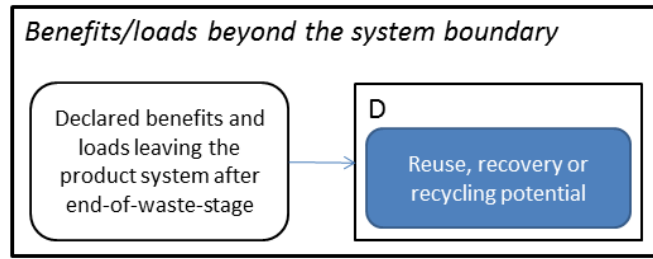 Benefits/loads beyond the system boundary
Declared benefits and
loads leaving the
product system after
end-of-waste-stage
D
Reuse, recovery or
recycling potential